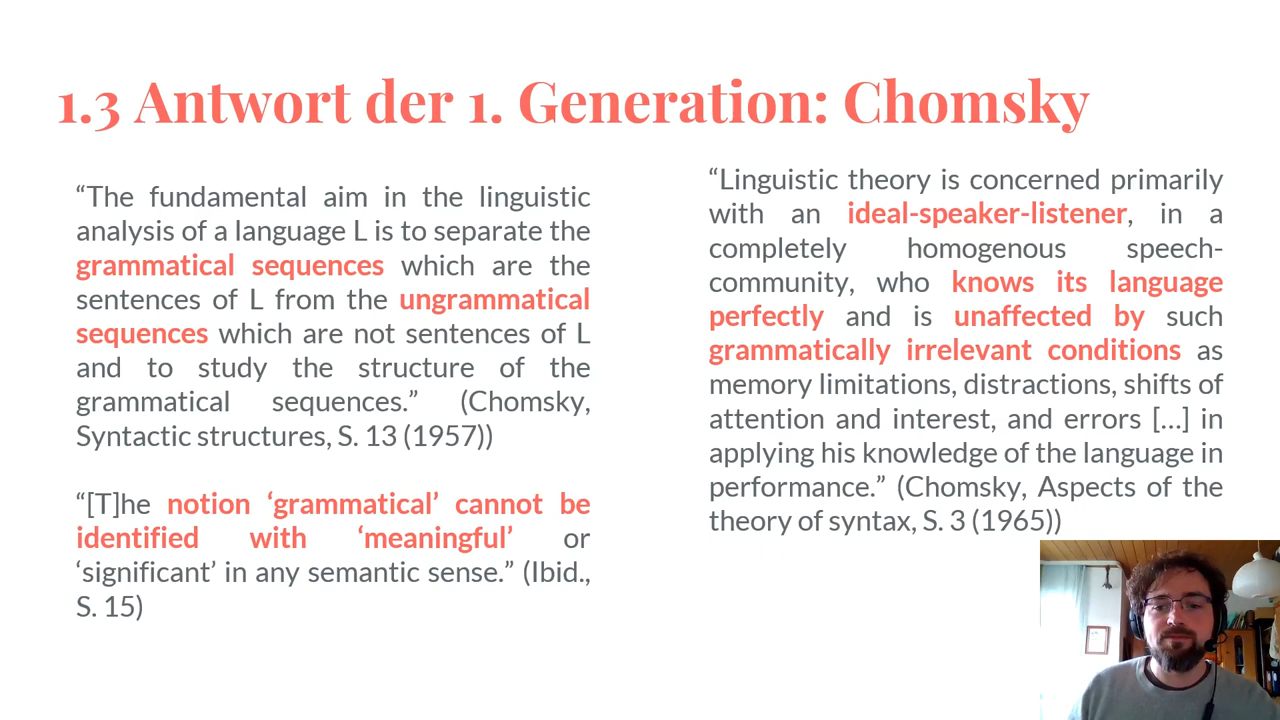 1.3 Antwort der 1. Generation: Chomsky
“The fundamental aim in the linguistic
analysis of a language L is to separate the
grammatical sequences which are the
sentences of L from the ungrammatical
sequences which are not sentences of L
and to study the structure of the
grammatical sequences.” (Chomsky,
Syntactic structures, S. 13 (1957))
“[T]he notion ‘grammatical’ cannot be
identified with ‘meaningful’ or
‘significant’ in any semantic sense.” (Ibid.,
S. 15)
“Linguistic theory is concerned primarily
with an ideal-speaker-listener, in a
completely homogenous speech-
community, who knows its language
perfectly and is unaffected by such
grammatically irrelevant conditions as
memory limitations, distractions, shifts of
attention and interest, and errors [...] in
applying his knowledge of the language in
performance.” (Chomsky, Aspects of the
theory of syntax, S. 3 (1965))